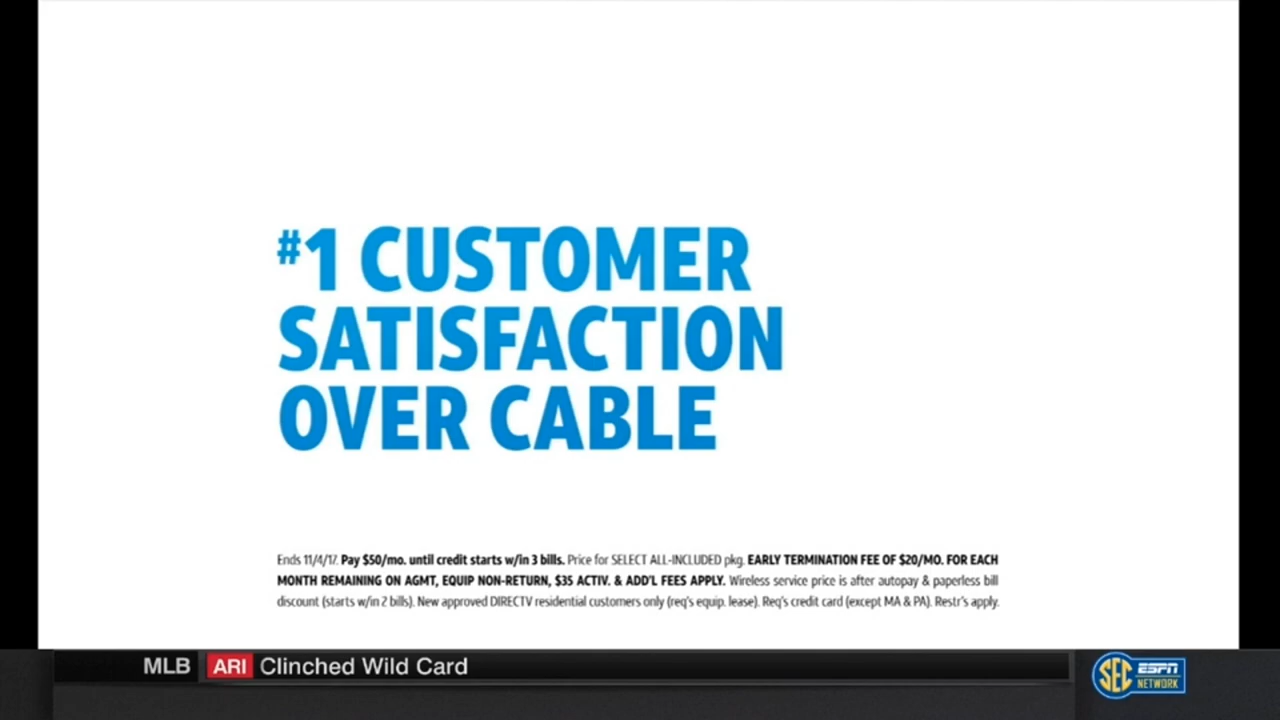 #1 CUSTOMER
SATISFACTION
OVER CABLE
Ends 11/4/17. Pay $50/mo. until credit starts w/in 3 bills. Price for SELECT ALL-INCLUDED pkg. EARLY TERMINATION FEE OF $20/MO. FOR EACH
MONTH REMAINING ON AGMT, EQUIP NON-RETURN, $35 ACTIV. & ADD'L FEES APPLY. Wireless service price is after autopay & paperless bill
discount (starts w/in 2 bills). New approved DIRECTV residential customers only (req's equip. lease). Req's credit card (except MA & PA). Restr's apply.
MLB ARI Clinched Wild Card
SEC ESPN NETWORK